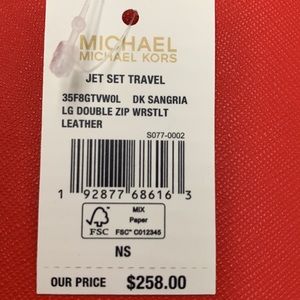 MICHAEL
MICHAEL KORS
JET SET TRAVEL
35F8GTVW0L DK SANGRIA
LG DOUBLE ZIP WRSTLT
LEATHER
S077-0002
1 92877 68616 3
FSC
MIX
Paper
FSC® C012345
NS
OUR PRICE $258.00